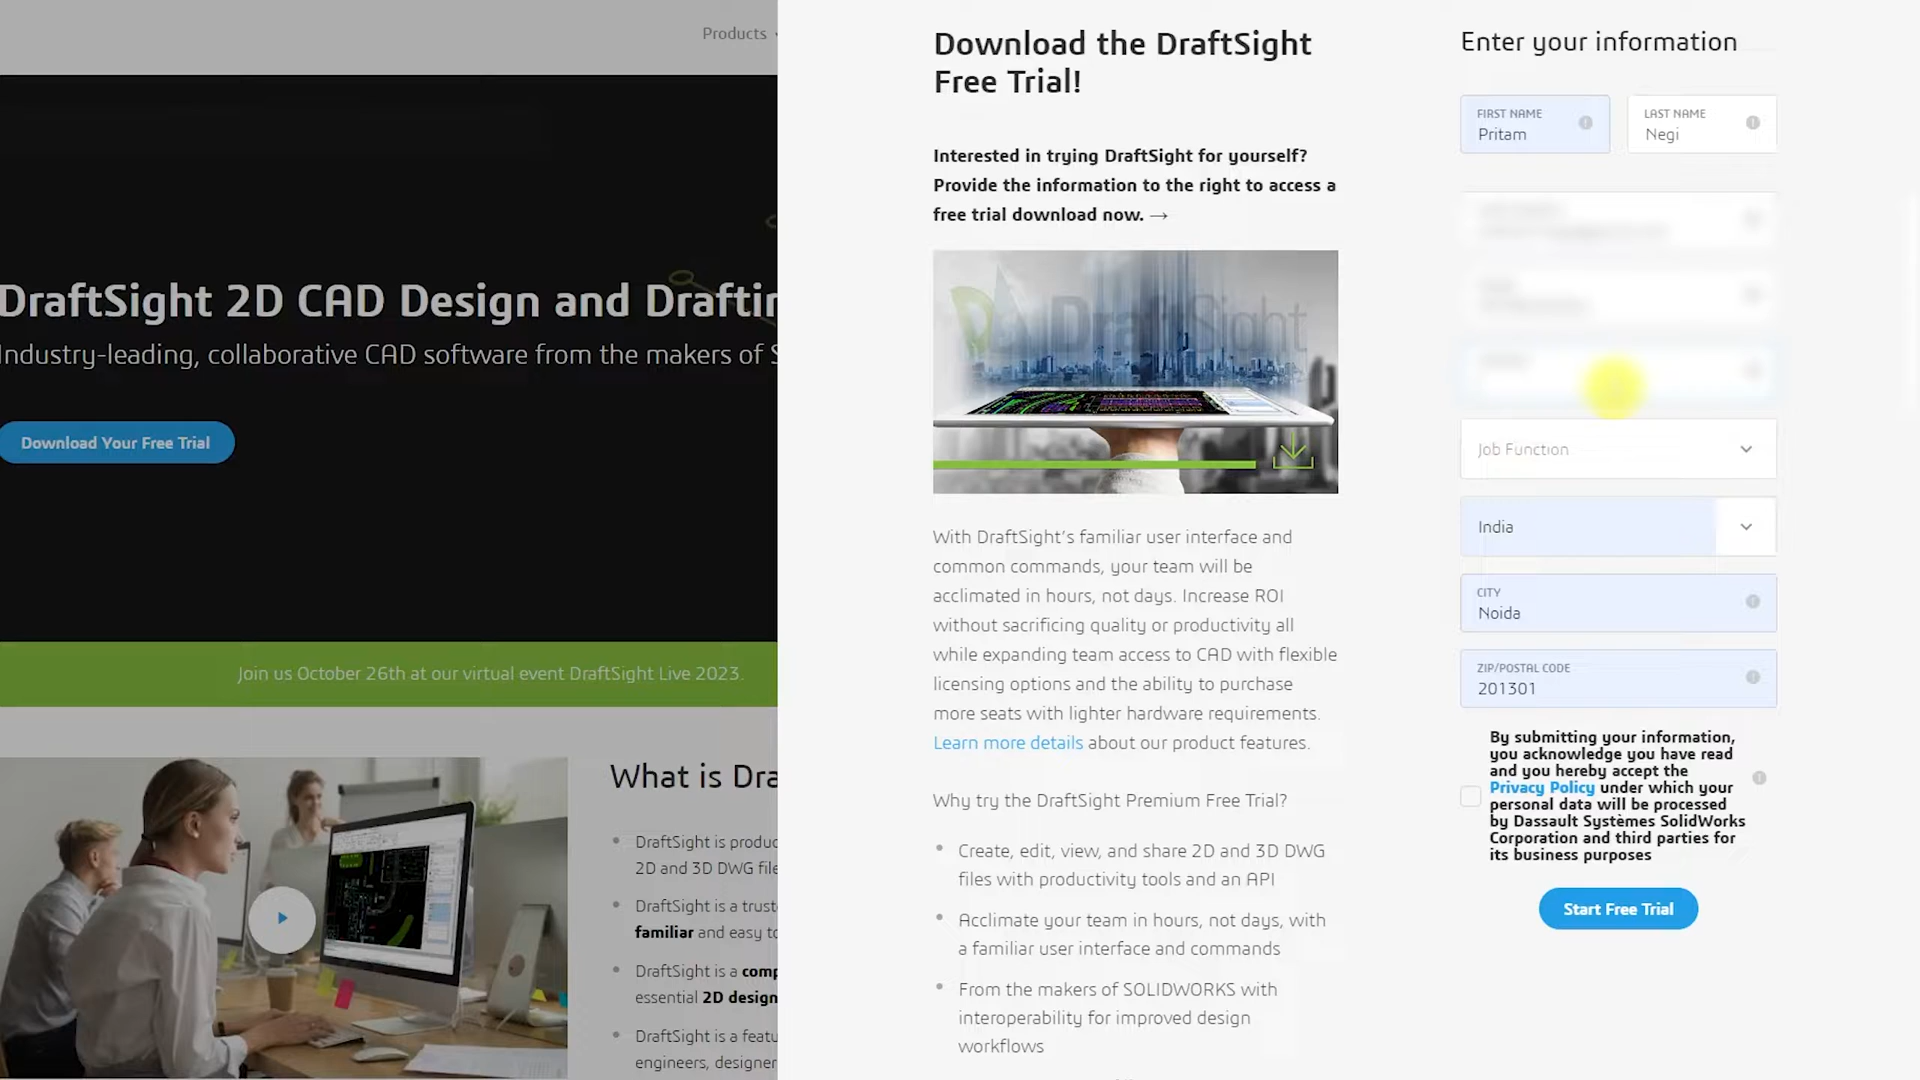 Products
DraftSight 2D CAD Design and Draftin
Industry-leading, collaborative CAD software from the makers of S
Download Your Free Trial
Join us October 26th at our virtual event DraftSight Live 2023.
What is Dra
DraftSight is produc
2D and 3D DWG file
DraftSight is a trust
familiar and easy to
DraftSight is a comp
essential 2D design
DraftSight is a featu
engineers, designer
Download the DraftSight
Free Trial!
Interested in trying DraftSight for yourself?
Provide the information to the right to access a
free trial download now. →
DraftSight
With DraftSight's familiar user interface and
common commands, your team will be
acclimated in hours, not days. Increase ROI
without sacrificing quality or productivity all
while expanding team access to CAD with flexible
licensing options and the ability to purchase
more seats with lighter hardware requirements.
Learn more details about our product features.
Why try the DraftSight Premium Free Trial?
• Create, edit, view, and share 2D and 3D DWG
files with productivity tools and an API
• Acclimate your team in hours, not days, with
a familiar user interface and commands
• From the makers of SOLIDWORKS with
interoperability for improved design
workflows
Enter your information
FIRST NAME
Pritam
LAST NAME
Negi
Job Function
India
CITY
Noida
ZIP/POSTAL CODE
201301
By submitting your information,
you acknowledge you have read
and you hereby accept the
Privacy Policy under which your
personal data will be processed
by Dassault Systèmes SolidWorks
Corporation and third parties for
its business purposes
Start Free Trial